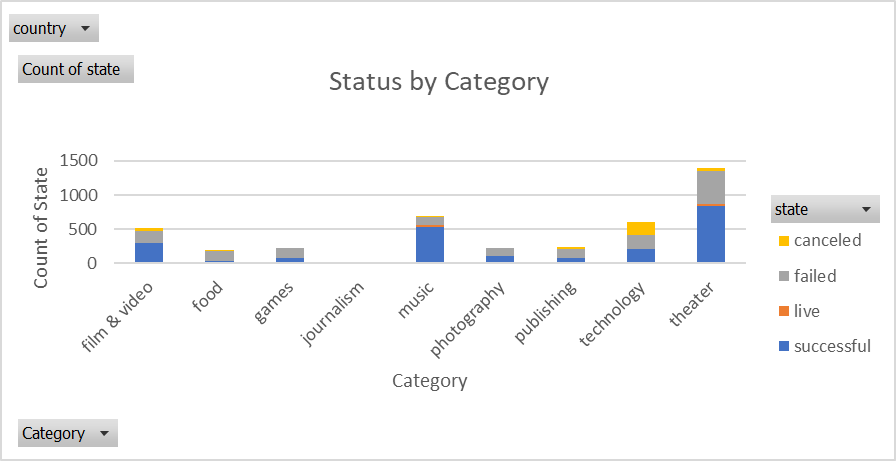 country
Count of state
Status by Category
Count of State
1500
1000
500
0
film & video
food
games
journalism
music
photography
publishing
technology
theater
Category
state
canceled
failed
live
successful
Category